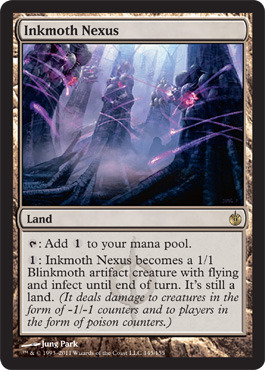 Inkmoth Nexus
Land
: Add 1 to your mana pool.
1: Inkmoth Nexus becomes a 1/1
Blinkmoth artifact creature with flying
and infect until end of turn. It's still a
land. (It deals damage to creatures in the
form of -1/-1 counters and to players in
the form of poison counters.)
Jung Park
™ & © 1993–2011 Wizards of the Coast LLC 145/155